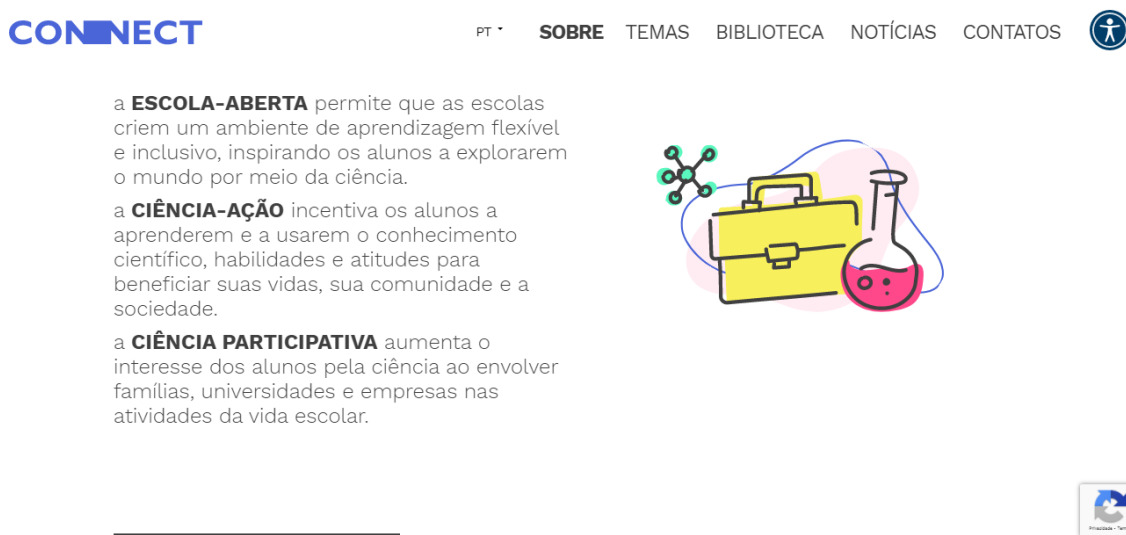 CONNECT
PT
SOBRE
TEMAS
BIBLIOTECA
NOTÍCIAS
CONTATOS
a ESCOLA-ABERTA permite que as escolas
criem um ambiente de aprendizagem flexível
e inclusivo, inspirando os alunos a explorarem
o mundo por meio da ciência.
a CIÊNCIA-AÇÃO incentiva os alunos a
aprenderem e a usarem o conhecimento
científico, habilidades e atitudes para
beneficiar suas vidas, sua comunidade e a
sociedade.
a CIÊNCIA PARTICIPATIVA aumenta o
interesse dos alunos pela ciência ao envolver
famílias, universidades e empresas nas
atividades da vida escolar.
Privacidade